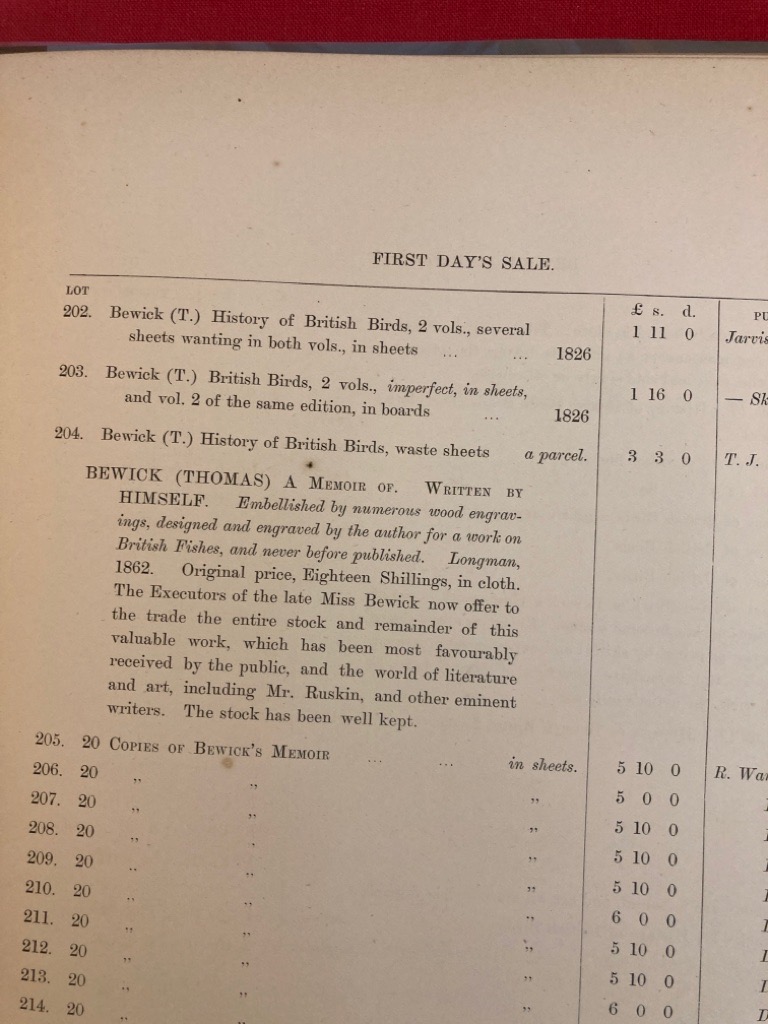 FIRST DAY'S SALE.
LOT £ s. d.
202. Bewick (T.) History of British Birds, 2 vols., several
sheets wanting in both vols., in sheets ... ... 1826 1 11 0 Jarvis
203. Bewick (T.) British Birds, 2 vols., imperfect, in sheets,
and vol. 2 of the same edition, in boards ... 1826 1 16 0 —
204. Bewick (T.) History of British Birds, waste sheets a parcel. 3 3 0 T. J.
BEWICK (THOMAS) A MEMOIR OF. WRITTEN BY
HIMSELF. Embellished by numerous wood engrav-
ings, designed and engraved by the author for a work on
British Fishes, and never before published. Longman,
1862. Original price, Eighteen Shillings, in cloth.
The Executors of the late Miss Bewick now offer to
the trade the entire stock and remainder of this
valuable work, which has been most favourably
received by the public, and the world of literature
and art, including Mr. Ruskin, and other eminent
writers. The stock has been well kept.
205. 20 COPIES OF BEWICK'S MEMOIR ... ... in sheets. 5 10 0 R.
206. 20 ,, ,, ,, 5 0 0
207. 20 ,, ,, ,, 5 10 0
208. 20 ,, ,, ,, 5 10 0
209. 20 ,, ,, ,, 5 10 0
210. 20 ,, ,, ,, 6 0 0
211. 20 ,, ,, ,, 5 10 0
212. 20 ,, ,, ,, 5 10 0
213. 20 ,, ,, ,, 6 0 0
214. 20 ,,